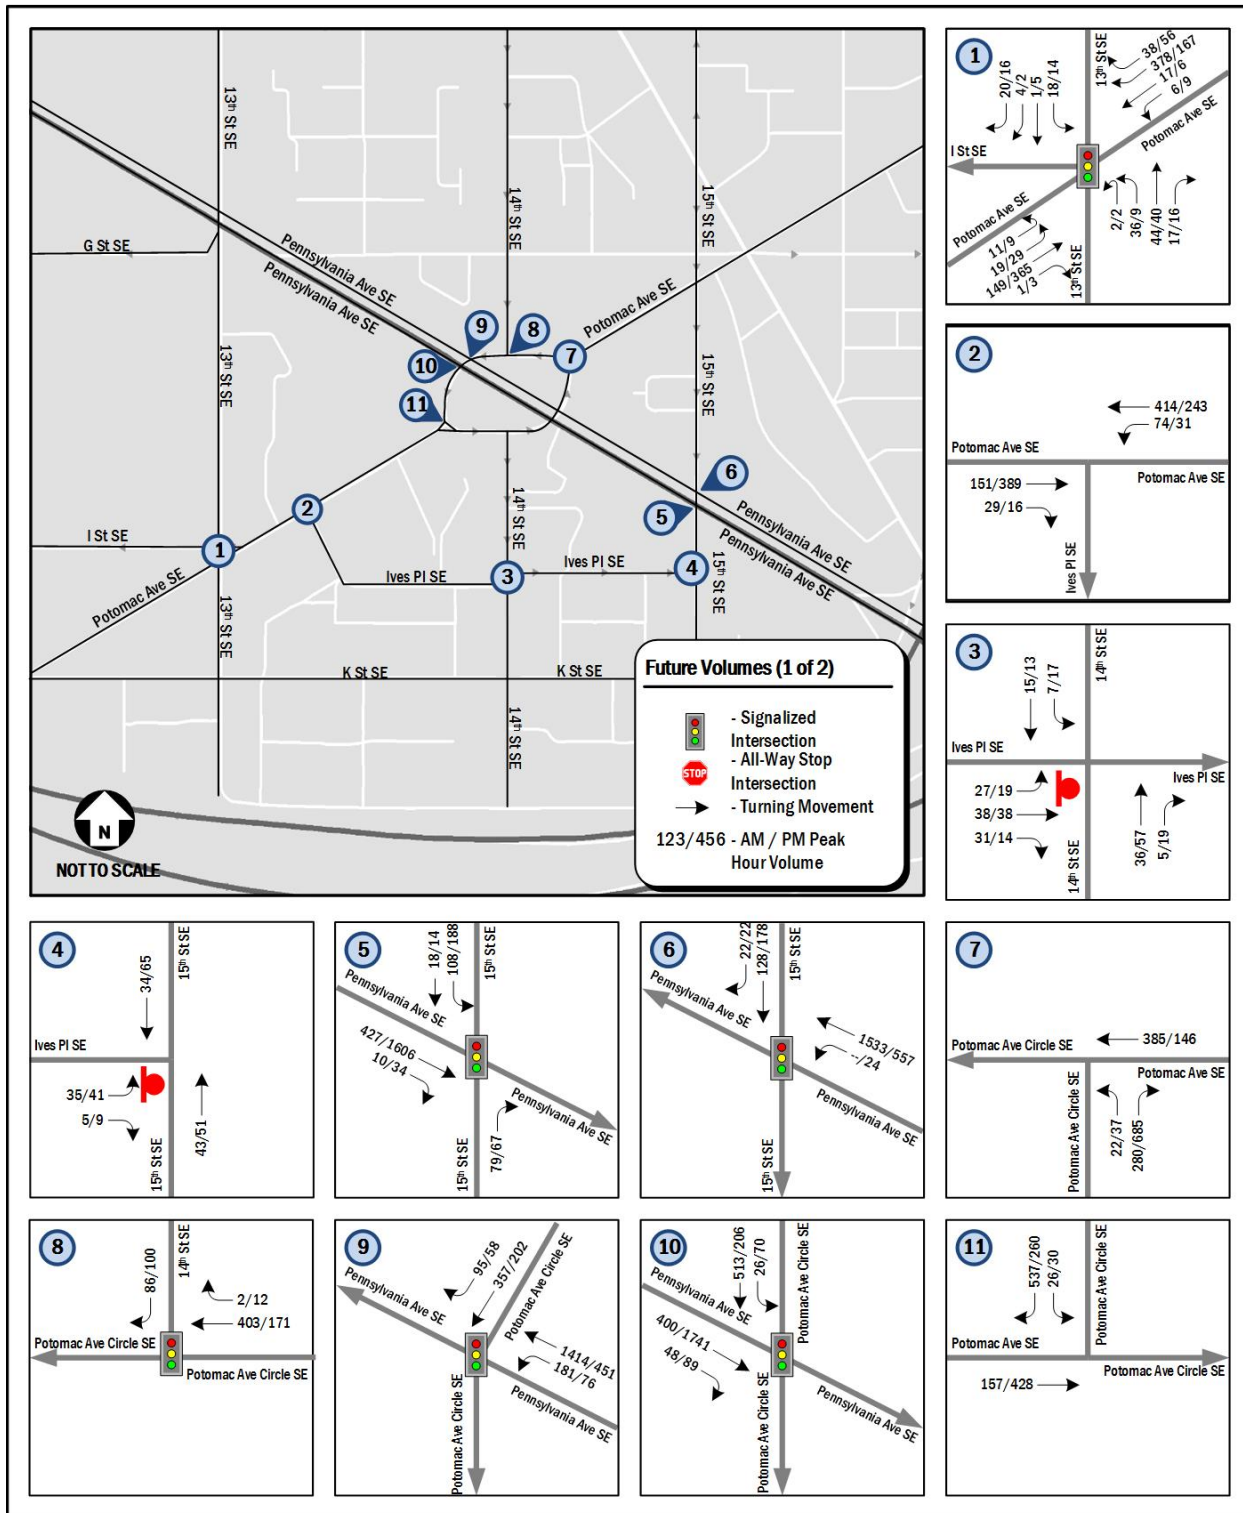 13th St SE
14th St SE
15th St SE
G St SE
Pennsylvania Ave SE
Pennsylvania Ave SE
Potomac Ave SE
9
8
7
10
11
13th St SE
15th St SE
6
5
2
14th St SE
Pennsylvania Ave SE
Pennsylvania Ave SE
I St SE
1
Ives Pl SE
3
Ives Pl SE
4
15th St SE
Potomac Ave SE
13th St SE
K St SE
K St SE
14th St SE
N
NOT TO SCALE
Future Volumes (1 of 2)
- Signalized
Intersection
STOP
- All-Way Stop
Intersection
- Turning Movement
123/456 - AM / PM Peak
Hour Volume
1
20/16
4/2
1/5
18/14
13th St SE
38/56
378/167
17/6
6/9
I St SE
Potomac Ave SE
Potomac Ave SE
11/9
19/29
149/365
1/3
13th St SE
2/2
36/9
44/40
17/16
2
414/243
74/31
Potomac Ave SE
Potomac Ave SE
151/389
29/16
Ives Pl SE
3
15/13
7/17
14th St SE
Ives Pl SE
Ives Pl SE
27/19
38/38
31/14
14th St SE
36/57
5/19
4
34/65
15th St SE
Ives Pl SE
35/41
5/9
15th St SE
43/51
5
18/14
108/188
15th St SE
Pennsylvania Ave SE
427/1606
10/34
Pennsylvania Ave SE
15th St SE
79/67
6
22/22
128/178
15th St SE
Pennsylvania Ave SE
1533/557
--/24
Pennsylvania Ave SE
15th St SE
7
385/146
Potomac Ave Circle SE
Potomac Ave SE
Potomac Ave Circle SE
22/37
280/685
8
86/100
14th St SE
2/12
403/171
Potomac Ave Circle SE
Potomac Ave Circle SE
9
95/58
357/202
Potomac Ave Circle SE
Pennsylvania Ave SE
1414/451
181/76
Pennsylvania Ave SE
Potomac Ave Circle SE
10
513/206
26/70
Potomac Ave Circle SE
Pennsylvania Ave SE
400/1741
48/89
Pennsylvania Ave SE
Potomac Ave Circle SE
11
537/260
26/30
Potomac Ave Circle SE
Potomac Ave SE
Potomac Ave Circle SE
157/428